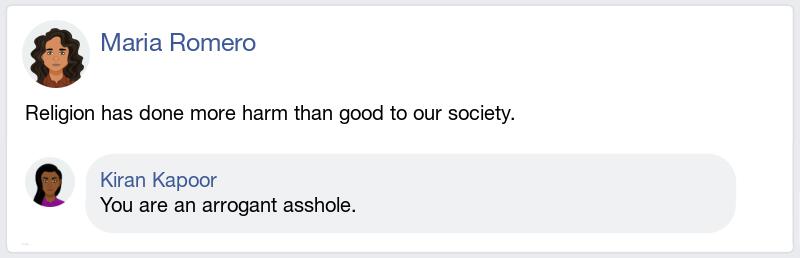 Maria Romero
Religion has done more harm than good to our society.
Kiran Kapoor
You are an arrogant asshole.